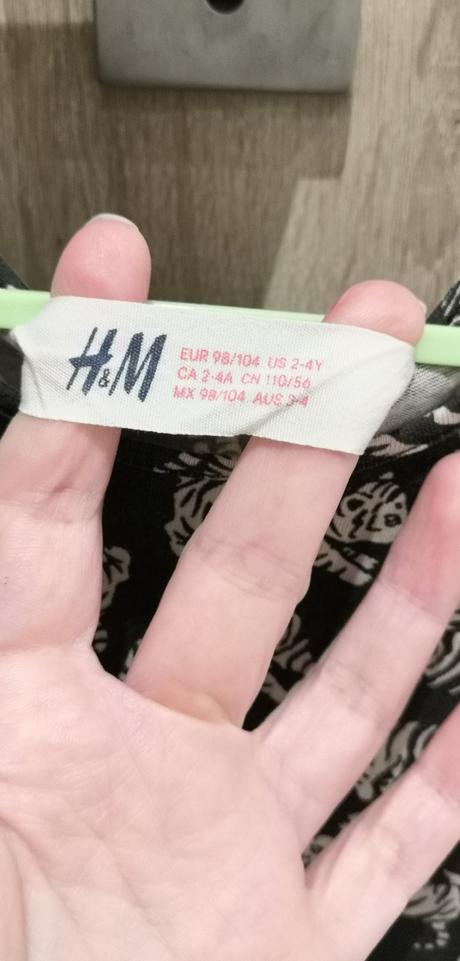 H&M
EUR 98/104 US 2-4Y
CA 2-4A CN 110/56
MX 98/104 AUS 3-4